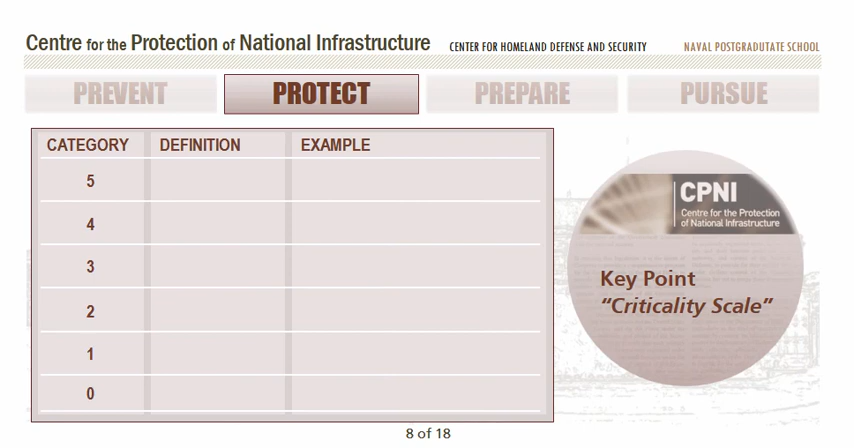 Centre for the Protection of National Infrastructure CENTER FOR HOMELAND DEFENSE AND SECURITY NAVAL POSTGRADUTATE SCHOOL
PREVENT PROTECT PREPARE PURSUE
CATEGORY DEFINITION EXAMPLE
5
4
3
2
1
0
CPNI
Centre for the Protection
of National Infrastructure
Key Point
“Criticality Scale”
8 of 18